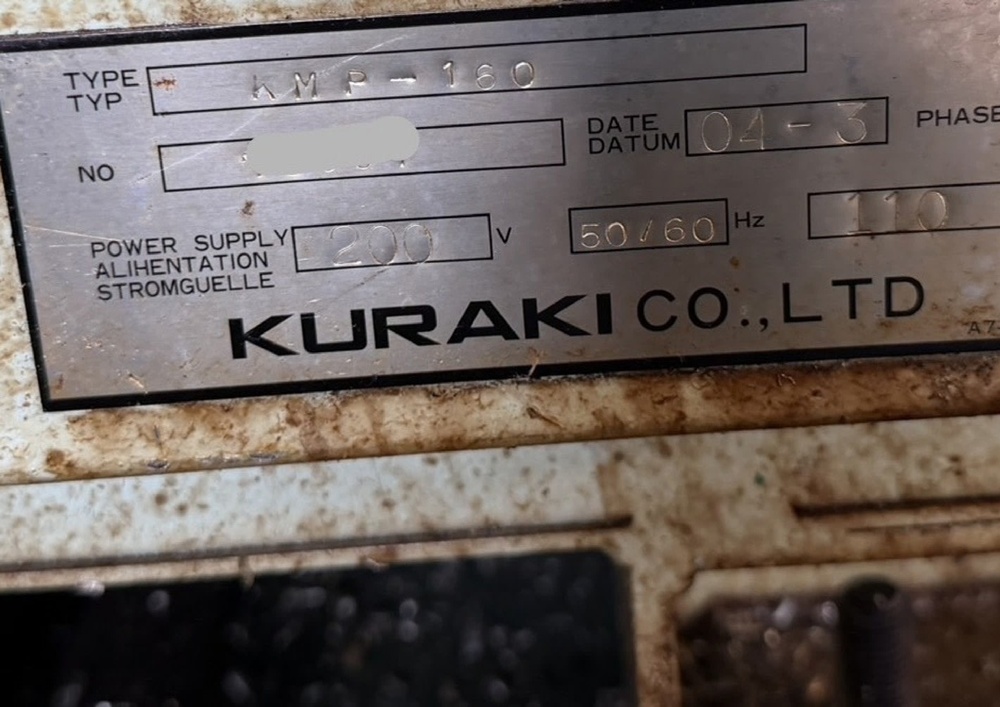 TYPE
TYP
KMP-160
NO
DATE
DATUM
04-3
PHASE
POWER SUPPLY
ALIHENTATION
STROMGUELLE
200 V
50/60 Hz
110
KURAKI CO.,LTD
A7